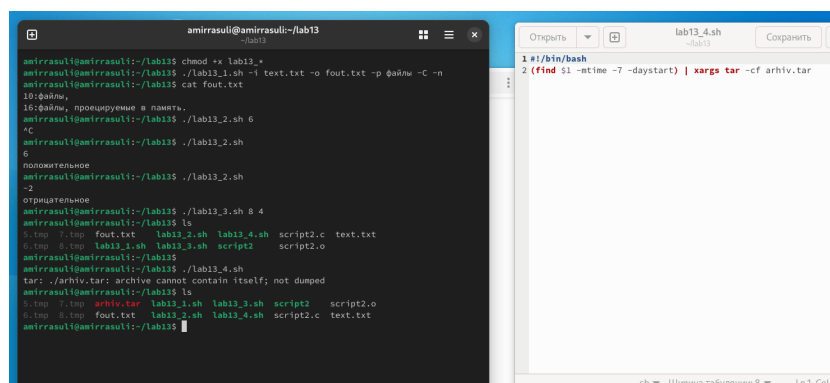 amirrasuli@amirrasuli:~/lab13
~/lab13
amirrasuli@amirrasuli:~/lab13$ chmod +x lab13_*
amirrasuli@amirrasuli:~/lab13$ ./lab13_1.sh -i text.txt -o fout.txt -p файлы -C -n
amirrasuli@amirrasuli:~/lab13$ cat fout.txt
10:файлы,
16:файлы, проецируемые в память.
amirrasuli@amirrasuli:~/lab13$ ./lab13_2.sh 6
^C
amirrasuli@amirrasuli:~/lab13$ ./lab13_2.sh
6
положительное
amirrasuli@amirrasuli:~/lab13$ ./lab13_2.sh
-2
отрицательное
amirrasuli@amirrasuli:~/lab13$ ./lab13_3.sh 8 4
amirrasuli@amirrasuli:~/lab13$ ls
5.tmp 7.tmp fout.txt lab13_2.sh lab13_4.sh script2.c text.txt
6.tmp 8.tmp lab13_1.sh lab13_3.sh script2 script2.o
amirrasuli@amirrasuli:~/lab13$
amirrasuli@amirrasuli:~/lab13$ ./lab13_4.sh
tar: ./arhiv.tar: archive cannot contain itself; not dumped
amirrasuli@amirrasuli:~/lab13$ ls
5.tmp 7.tmp arhiv.tar lab13_1.sh lab13_3.sh script2 script2.o
6.tmp 8.tmp fout.txt lab13_2.sh lab13_4.sh script2.c text.txt
amirrasuli@amirrasuli:~/lab13$
Открыть
lab13_4.sh
~/lab13
Сохранить
1 #!/bin/bash
2 (find $1 -mtime -7 -daystart) | xargs tar -cf arhiv.tar